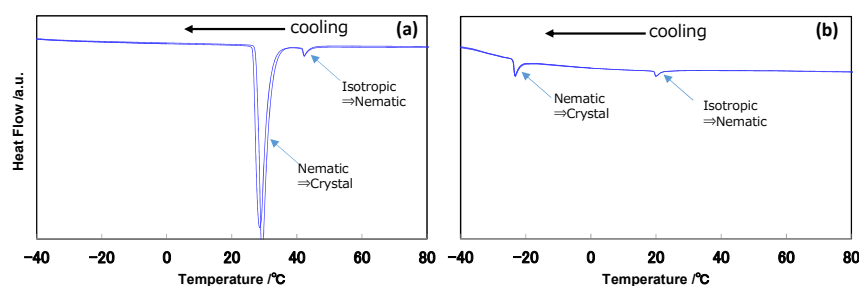 cooling
(a)
Isotropic
⇒Nematic
Nematic
⇒Crystal
Heat Flow /a.u.
−40 −20 0 20 40 60 80
Temperature /℃
cooling
(b)
Nematic
⇒Crystal
Isotropic
⇒Nematic
−40 −20 0 20 40 60 80
Temperature /℃